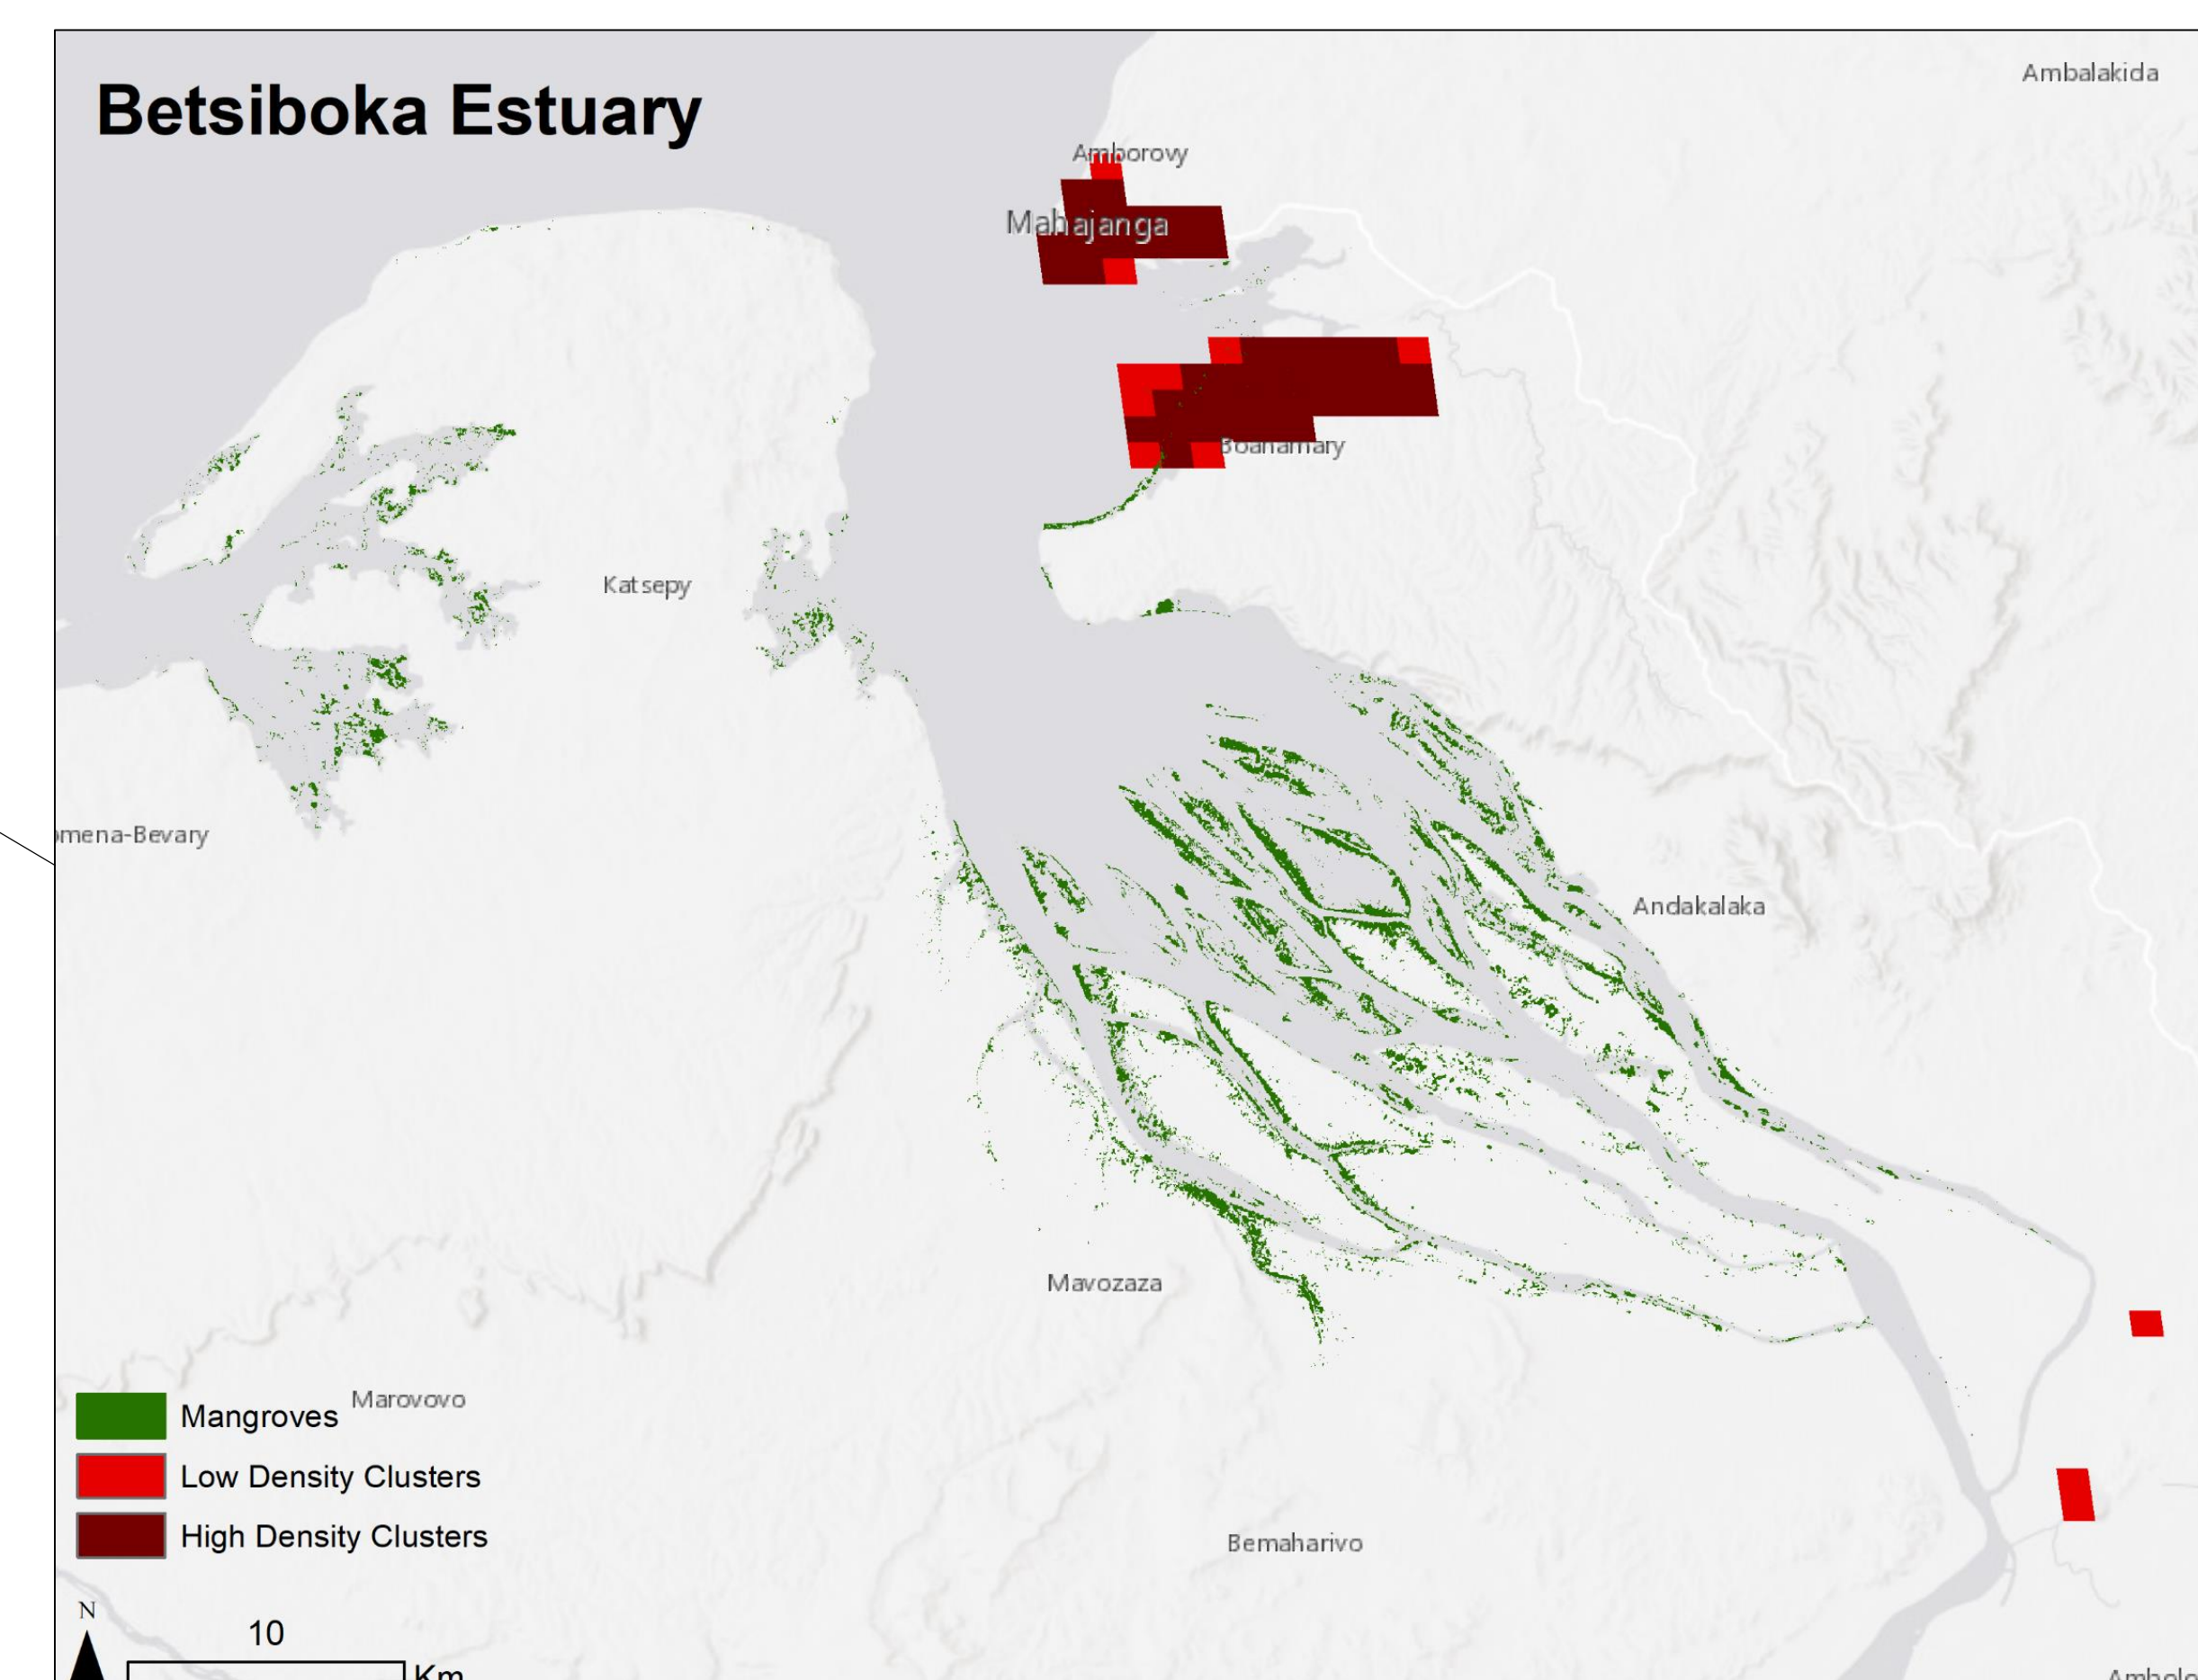 Ambalakida
Betsiboka Estuary
Amborovy
Mahajanga
Boanamary
Katsepy
omena-Bevary
Andakalaka
Mavozaza
Marovovo
Mangroves
Low Density Clusters
High Density Clusters
Bemaharivo
N
10
Km